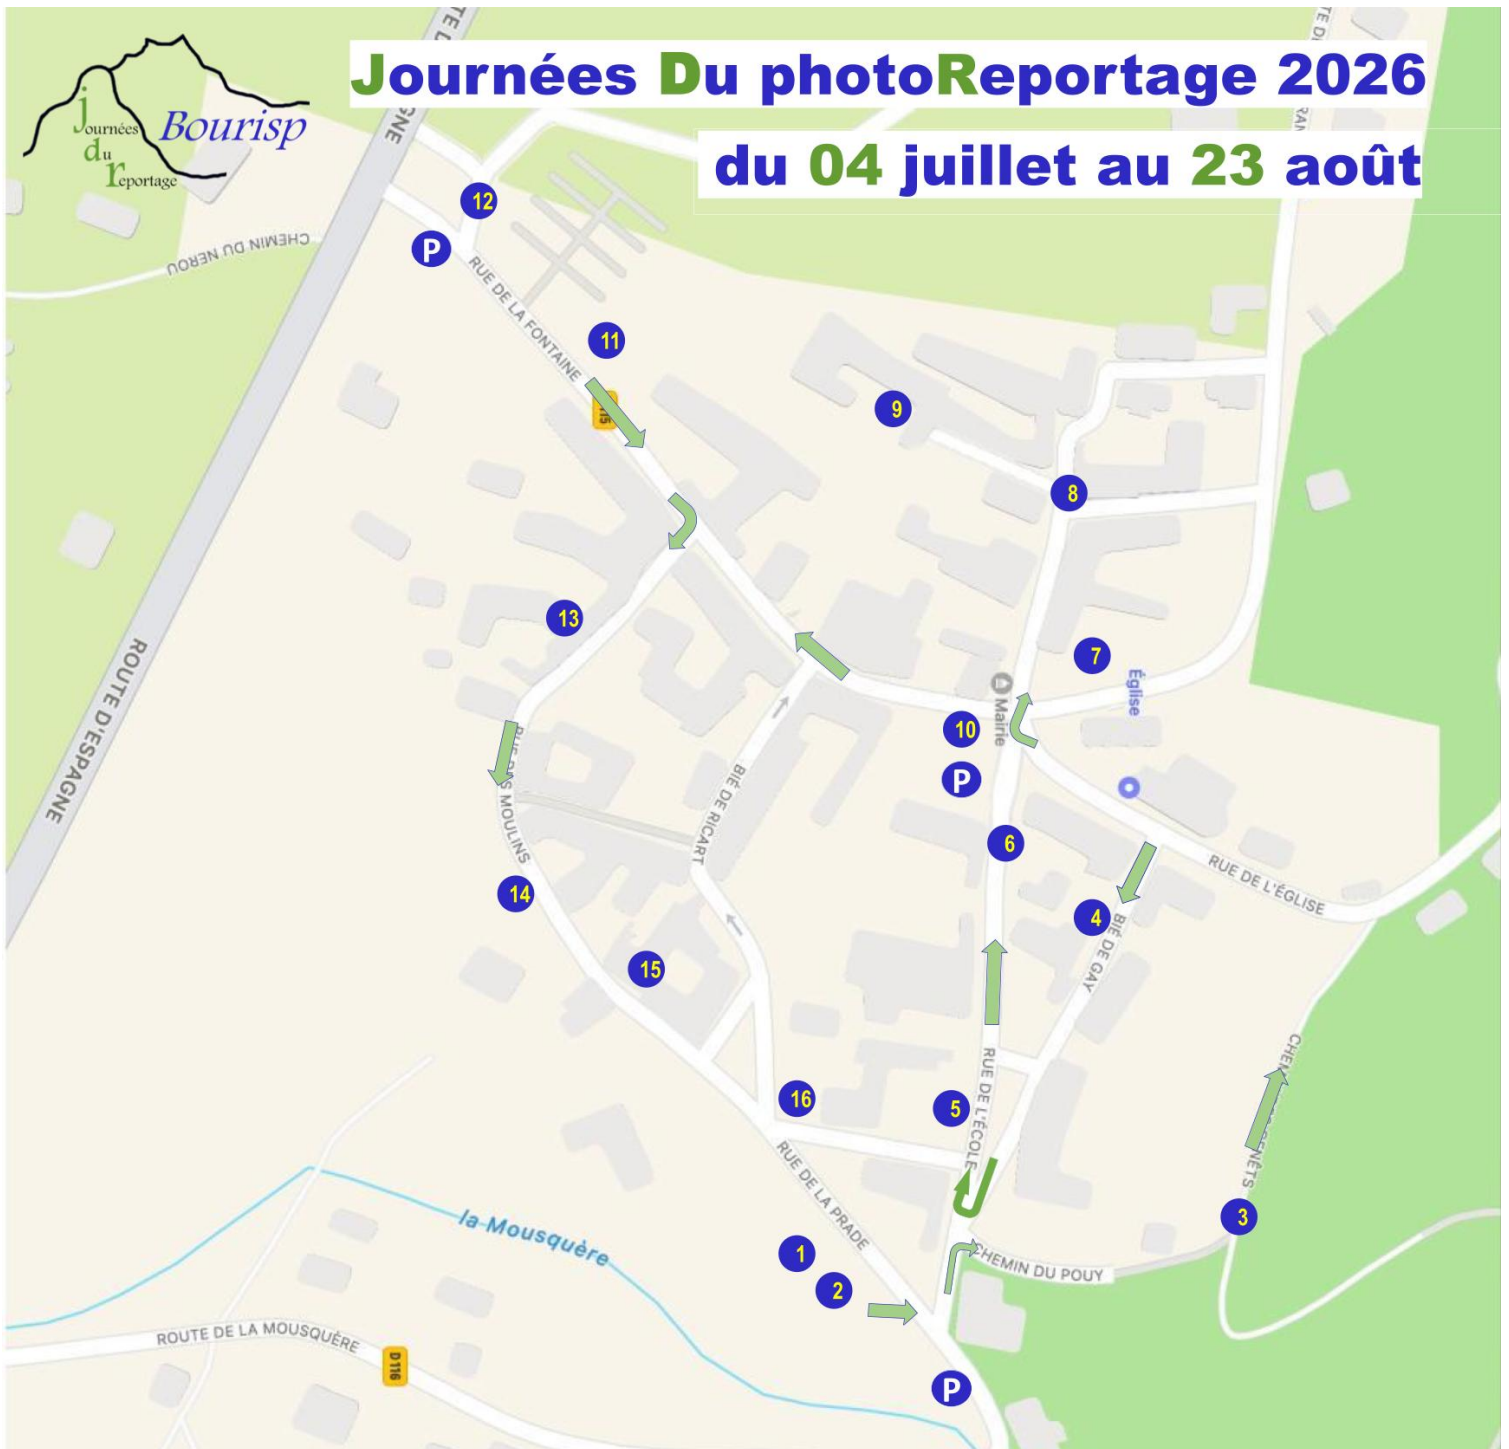 Journées Du photoReportage 2026
du 04 juillet au 23 août
Journées
du
reportage
Bourisp
CHEMIN DU NEROU
12
P
RUE DE LA FONTAINE
11
9
8
13
7
Église
Mairie
10
P
ROUTE D'ESPAGNE
BIÉ DE RICART
6
14
RUE DE L'ÉGLISE
4
BIÉ DE GAY
15
RUE DE L'ÉCOLE
16
5
RUE DE LA PRADE
3
la Mousquère
1
2
CHEMIN DU POUY
ROUTE DE LA MOUSQUÈRE
D 116
P